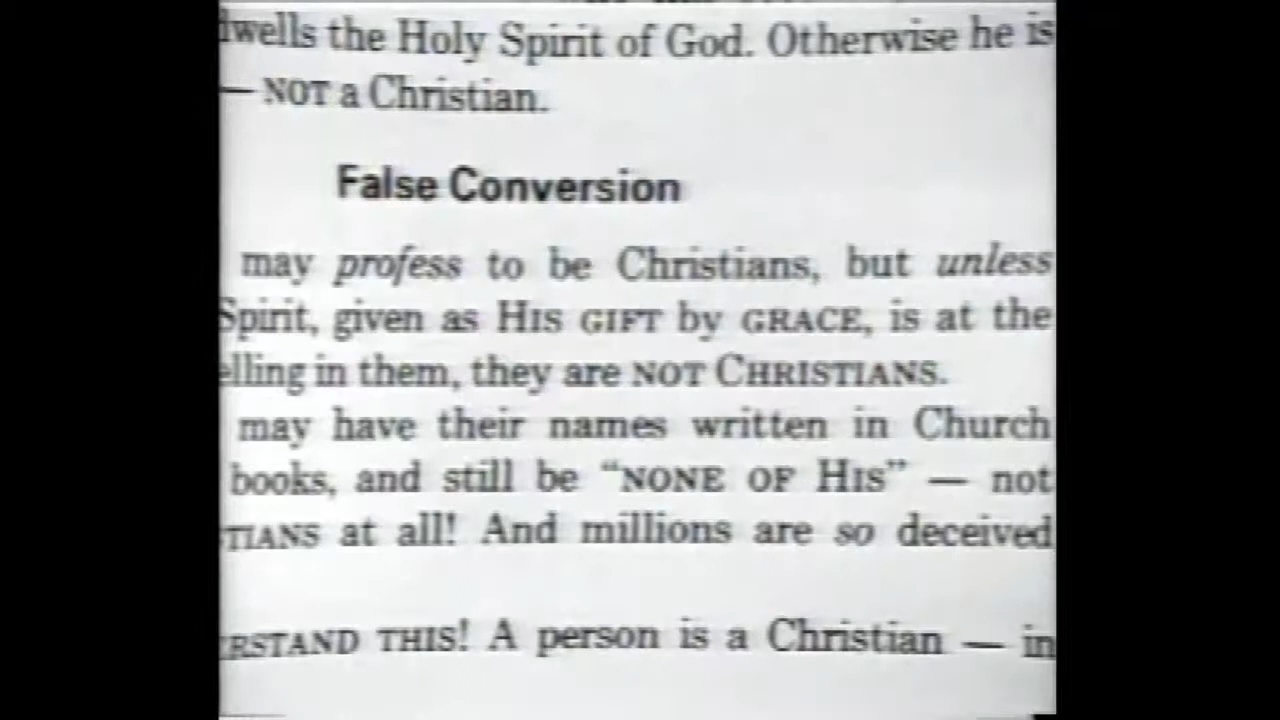 dwells the Holy Spirit of God. Otherwise he is
— NOT a Christian.
False Conversion
may profess to be Christians, but unless
Spirit, given as HIS GIFT by GRACE, is at the
elling in them, they are NOT CHRISTIANS.
may have their names written in Church
books, and still be “NONE OF HIS” — not
TIANS at all! And millions are so deceived
ERSTAND THIS! A person is a Christian — in